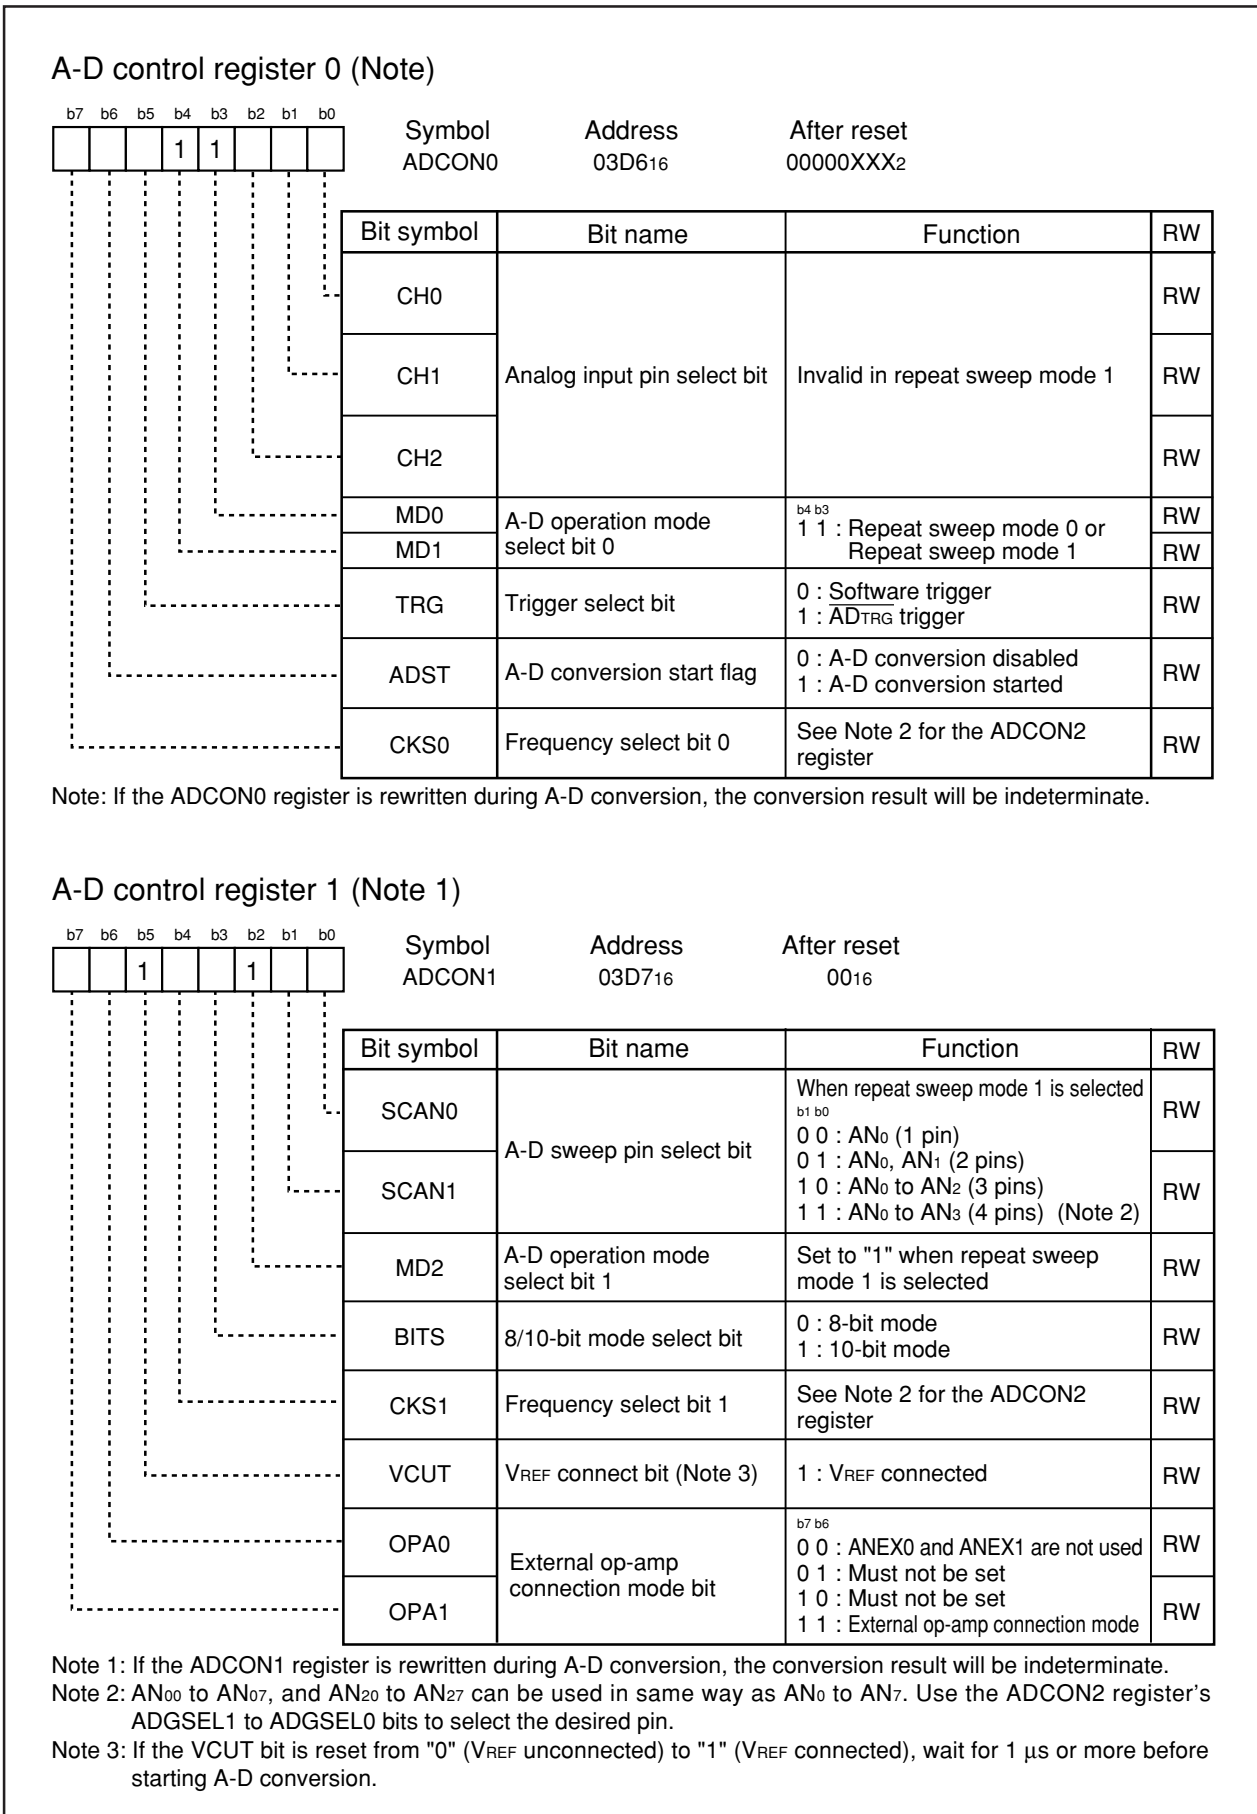 A-D control register 0 (Note)
b7 b6 b5 b4 b3 b2 b1 b0
1 1
Symbol Address After reset
ADCON0 03D616 00000XXX2
Bit symbol Bit name Function RW
CH0 RW
CH1 Analog input pin select bit Invalid in repeat sweep mode 1 RW
CH2 RW
MD0 A-D operation mode select bit 0 b4 b3 RW
1 1 : Repeat sweep mode 0 or
MD1 Repeat sweep mode 1 RW
TRG Trigger select bit 0 : Software trigger RW
1 : ADTRG trigger
ADST A-D conversion start flag 0 : A-D conversion disabled RW
1 : A-D conversion started
CKS0 Frequency select bit 0 See Note 2 for the ADCON2 RW
register
Note: If the ADCON0 register is rewritten during A-D conversion, the conversion result will be indeterminate.
A-D control register 1 (Note 1)
b7 b6 b5 b4 b3 b2 b1 b0
1 1
Symbol Address After reset
ADCON1 03D716 0016
Bit symbol Bit name Function RW
SCAN0 RW
SCAN1 RW
A-D sweep pin select bit
When repeat sweep mode 1 is selected
b1 b0
0 0 : AN0 (1 pin)
0 1 : AN0, AN1 (2 pins)
1 0 : AN0 to AN2 (3 pins)
1 1 : AN0 to AN3 (4 pins) (Note 2)
MD2 A-D operation mode select bit 1 Set to "1" when repeat sweep RW
mode 1 is selected
BITS 8/10-bit mode select bit 0 : 8-bit mode RW
1 : 10-bit mode
CKS1 Frequency select bit 1 See Note 2 for the ADCON2 RW
register
VCUT VREF connect bit (Note 3) 1 : VREF connected RW
OPA0 RW
OPA1 RW
External op-amp
connection mode bit
b7 b6
0 0 : ANEX0 and ANEX1 are not used
0 1 : Must not be set
1 0 : Must not be set
1 1 : External op-amp connection mode
Note 1: If the ADCON1 register is rewritten during A-D conversion, the conversion result will be indeterminate.
Note 2: AN00 to AN07, and AN20 to AN27 can be used in same way as AN0 to AN7. Use the ADCON2 register's
ADGSEL1 to ADGSEL0 bits to select the desired pin.
Note 3: If the VCUT bit is reset from "0" (VREF unconnected) to "1" (VREF connected), wait for 1 µs or more before
starting A-D conversion.